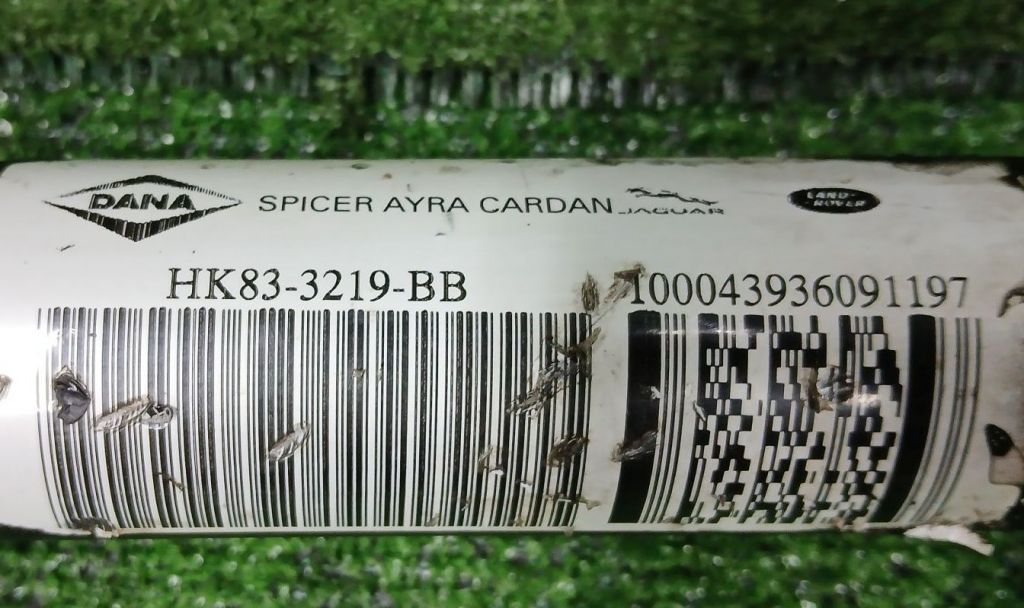 DANA SPICER AYRA CARDAN JAGUAR LAND-ROVER
HK83-3219-BB 100043936091197